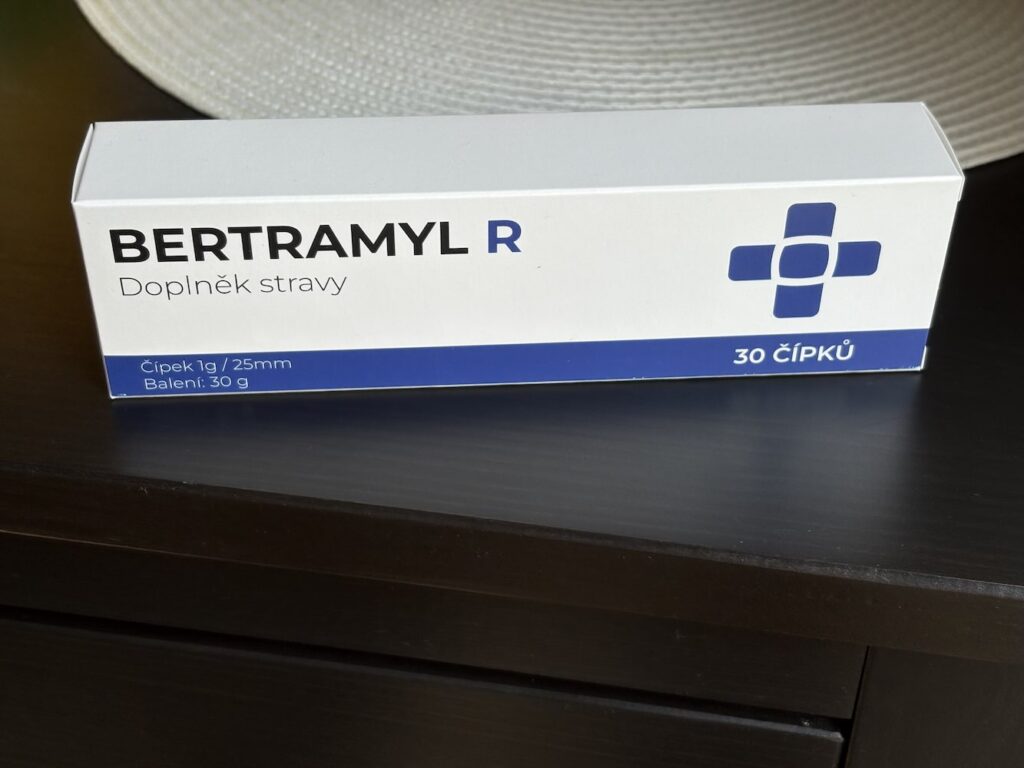 BERTRAMYL R
Doplněk stravy
Čípek 1g / 25mm
Balení: 30 g
30 ČÍPKŮ